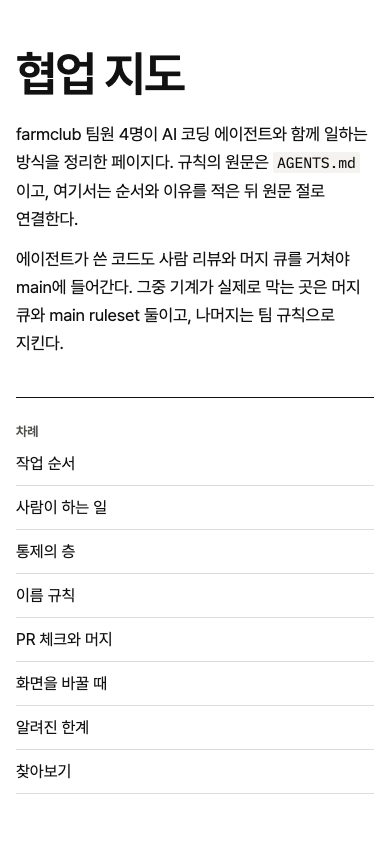 협업 지도
farmclub 팀원 4명이 AI 코딩 에이전트와 함께 일하는
방식을 정리한 페이지다. 규칙의 원문은 AGENTS.md
이고, 여기서는 순서와 이유를 적은 뒤 원문 절로
연결한다.
에이전트가 쓴 코드도 사람 리뷰와 머지 큐를 거쳐야
main에 들어간다. 그중 기계가 실제로 막는 곳은 머지
큐와 main ruleset 둘이고, 나머지는 팀 규칙으로
지킨다.
차례
작업 순서
사람이 하는 일
통제의 층
이름 규칙
PR 체크와 머지
화면을 바꿀 때
알려진 한계
찾아보기